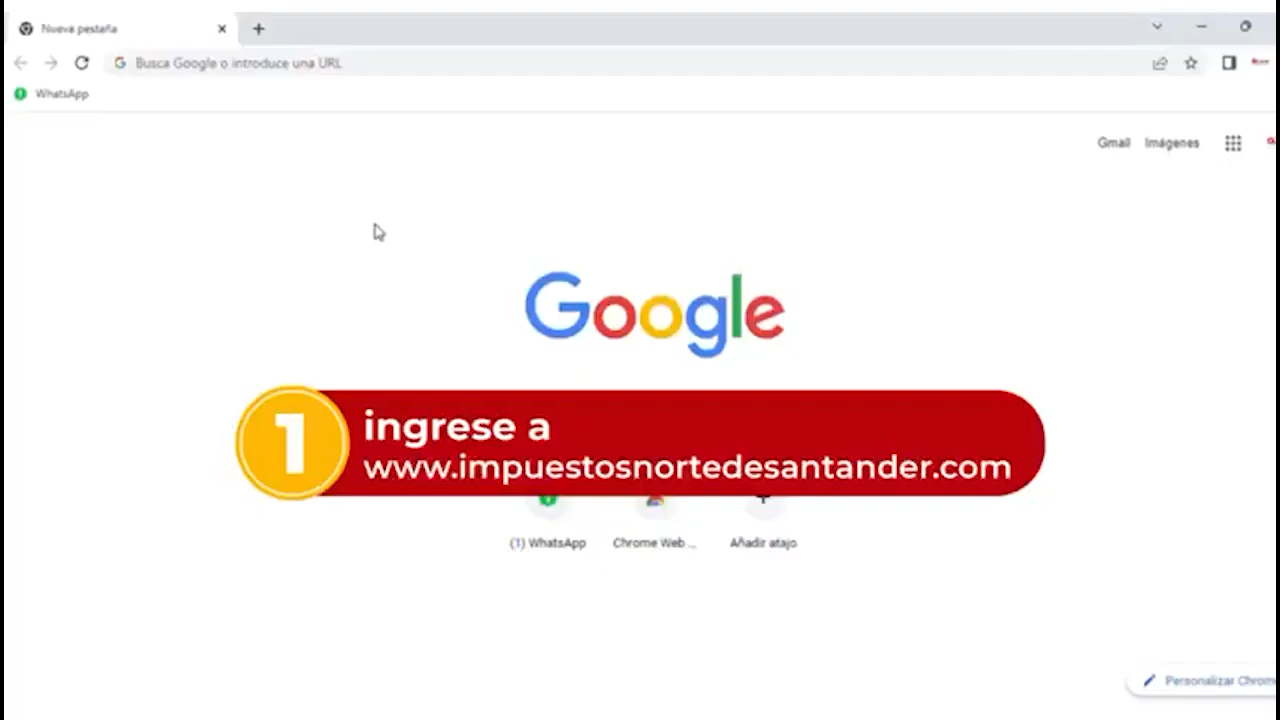 Nueva pestaña
Busca Google o introduce una URL
WhatsApp
Gmail Imágenes
Google
1
ingrese a
www.impuestosnortedesantander.com
(1) WhatsApp Chrome Web ... Añadir atajo
Personalizar Chrome